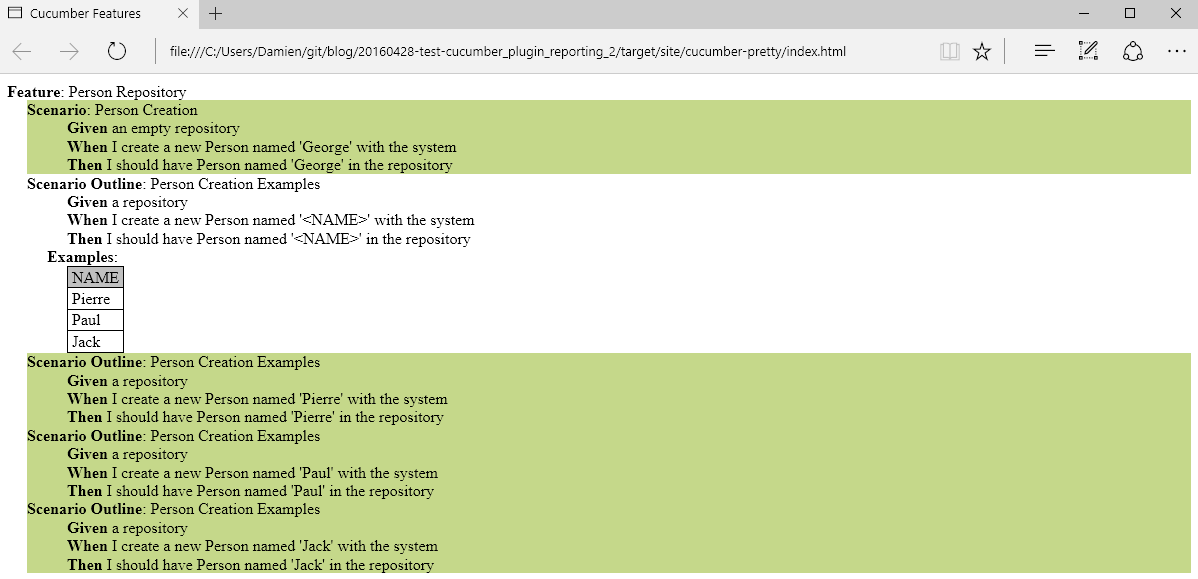 Cucumber Features
file:///C:/Users/Damien/git/blog/20160428-test-cucumber_plugin_reporting_2/target/site/cucumber-pretty/index.html
Feature: Person Repository
Scenario: Person Creation
Given an empty repository
When I create a new Person named 'George' with the system
Then I should have Person named 'George' in the repository
Scenario Outline: Person Creation Examples
Given a repository
When I create a new Person named '<NAME>' with the system
Then I should have Person named '<NAME>' in the repository
Examples:
NAME
Pierre
Paul
Jack
Scenario Outline: Person Creation Examples
Given a repository
When I create a new Person named 'Pierre' with the system
Then I should have Person named 'Pierre' in the repository
Scenario Outline: Person Creation Examples
Given a repository
When I create a new Person named 'Paul' with the system
Then I should have Person named 'Paul' in the repository
Scenario Outline: Person Creation Examples
Given a repository
When I create a new Person named 'Jack' with the system
Then I should have Person named 'Jack' in the repository